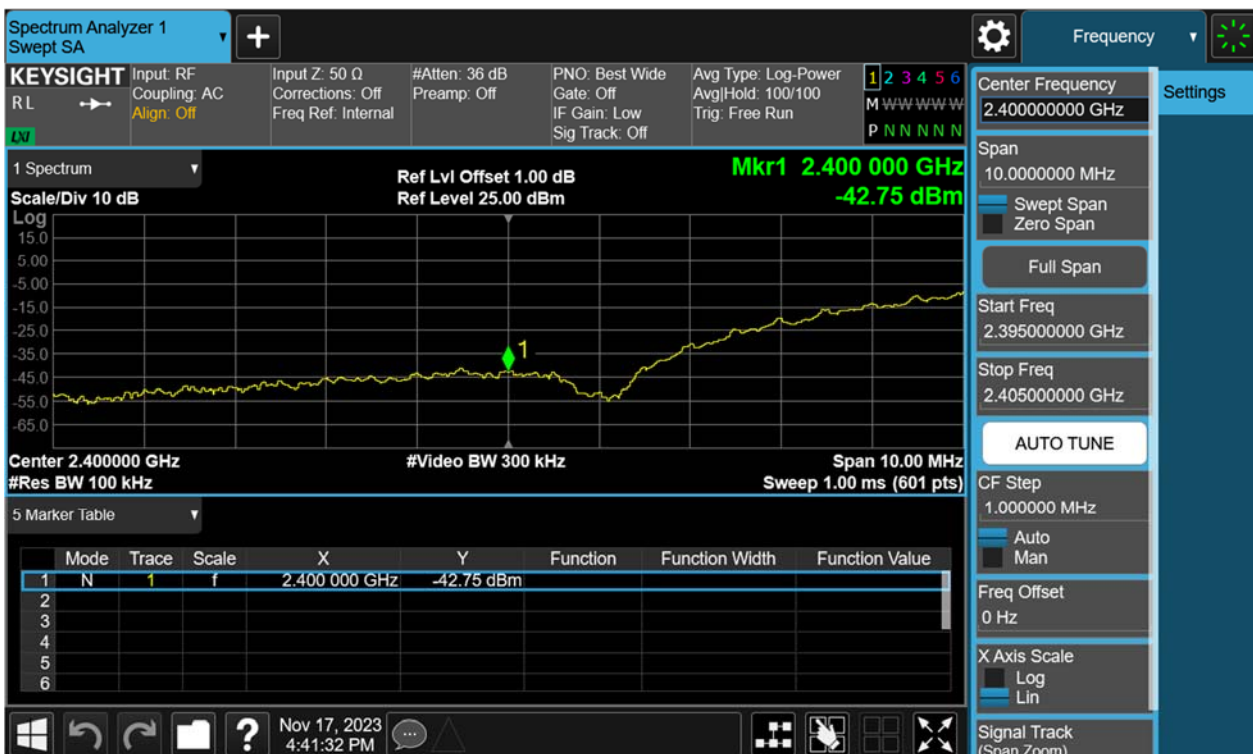 Spectrum Analyzer 1
Swept SA
+
Frequency
KEYSIGHT
R L
LXI
Input: RF
Coupling: AC
Align: Off
Input Z: 50 Ω
Corrections: Off
Freq Ref: Internal
#Atten: 36 dB
Preamp: Off
PNO: Best Wide
Gate: Off
IF Gain: Low
Sig Track: Off
Avg Type: Log-Power
Avg|Hold: 100/100
Trig: Free Run
1 2 3 4 5 6
M W W W W W
P N N N N N
1 Spectrum
Scale/Div 10 dB
Ref Lvl Offset 1.00 dB
Ref Level 25.00 dBm
Mkr1 2.400 000 GHz
-42.75 dBm
Log
15.0
5.00
-5.00
-15.0
-25.0
-35.0
-45.0
-55.0
-65.0
1
Center 2.400000 GHz
#Video BW 300 kHz
Span 10.00 MHz
#Res BW 100 kHz
Sweep 1.00 ms (601 pts)
5 Marker Table
Mode Trace Scale X Y Function Function Width Function Value
1 N 1 f 2.400 000 GHz -42.75 dBm
2
3
4
5
6
?
Nov 17, 2023
4:41:32 PM
Center Frequency
2.400000000 GHz
Settings
Span
10.0000000 MHz
Swept Span
Zero Span
Full Span
Start Freq
2.395000000 GHz
Stop Freq
2.405000000 GHz
AUTO TUNE
CF Step
1.000000 MHz
Auto
Man
Freq Offset
0 Hz
X Axis Scale
Log
Lin
Signal Track
(Span Zoom)